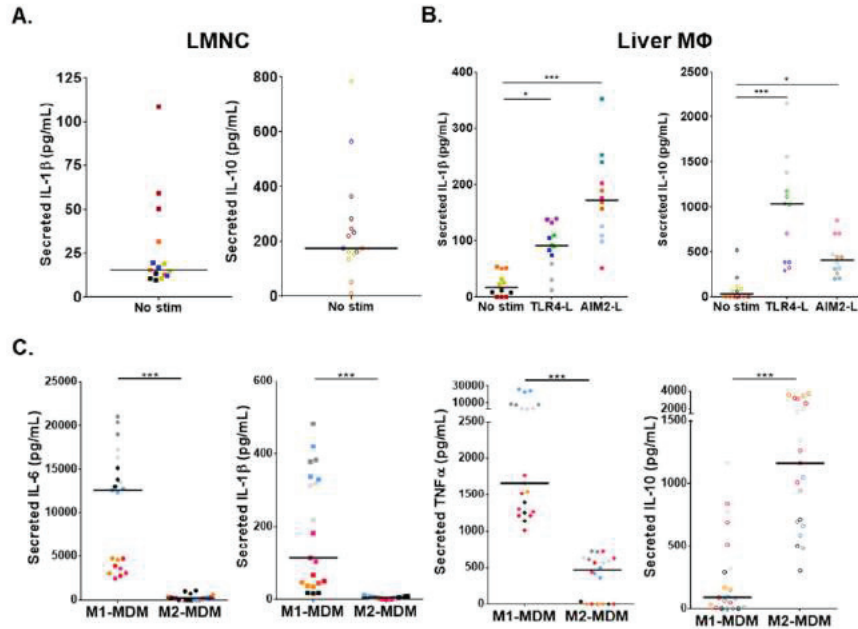 A.
B.
LMNC
Liver MΦ
Secreted IL-1β (pg/mL)
125
100
75
50
25
0
No stim
Secreted IL-10 (pg/mL)
800
600
400
200
0
No stim
Secreted IL-1β (pg/mL)
400
300
200
100
0
***
*
No stim TLR4-L AIM2-L
Secreted IL-10 (pg/mL)
2500
2000
1500
1000
500
0
*
***
No stim TLR4-L AIM2-L
C.
Secreted IL-6 (pg/mL)
25000
20000
15000
10000
5000
0
***
M1-MDM M2-MDM
Secreted IL-1β (pg/mL)
600
400
200
0
***
M1-MDM M2-MDM
Secreted TNFα (pg/mL)
30000
10000
2500
2000
1500
1000
500
0
***
M1-MDM M2-MDM
Secreted IL-10 (pg/mL)
4000
2000
1500
1000
500
0
***
M1-MDM M2-MDM